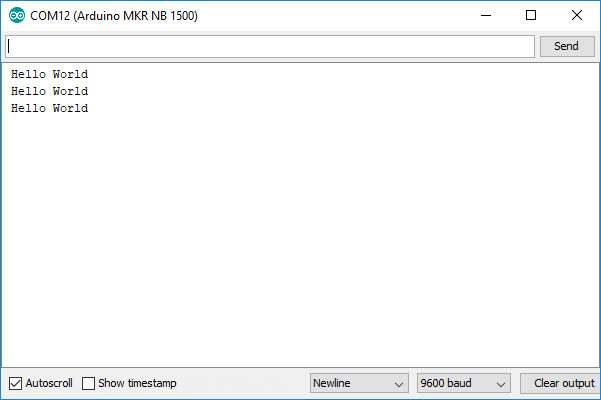 COM12 (Arduino MKR NB 1500)
Send
Hello World
Hello World
Hello World
Autoscroll Show timestamp Newline 9600 baud Clear output